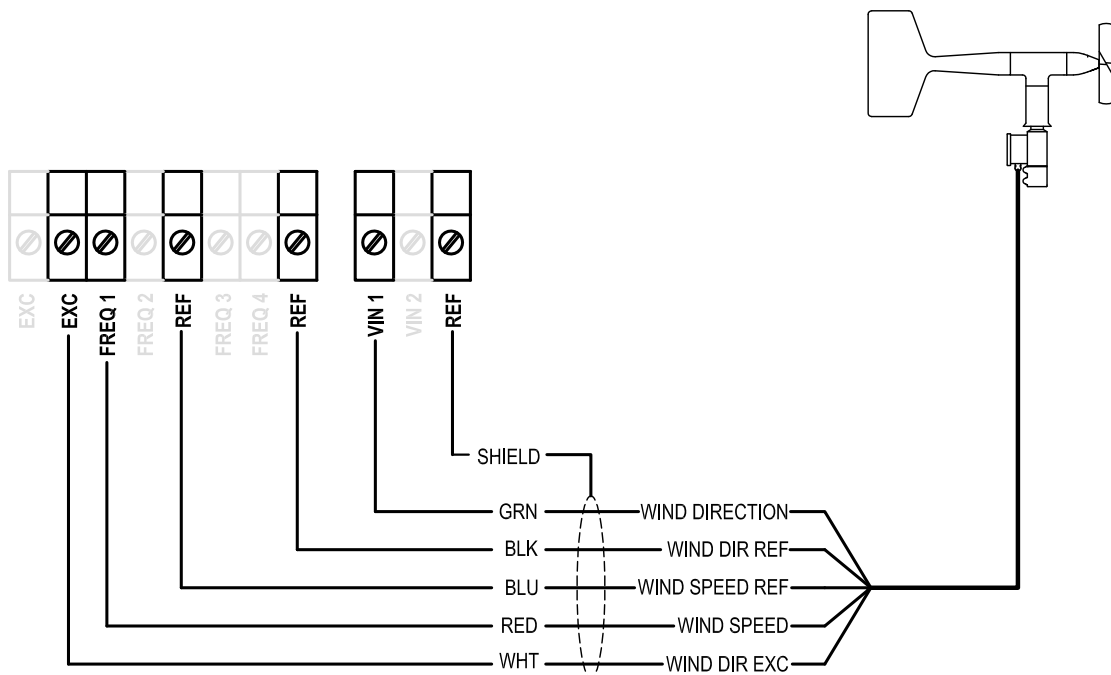 EXC
EXC
FREQ 1
FREQ 2
REF
FREQ 3
FREQ 4
REF
VIN 1
VIN 2
REF
SHIELD
GRN WIND DIRECTION
BLK WIND DIR REF
BLU WIND SPEED REF
RED WIND SPEED
WHT WIND DIR EXC